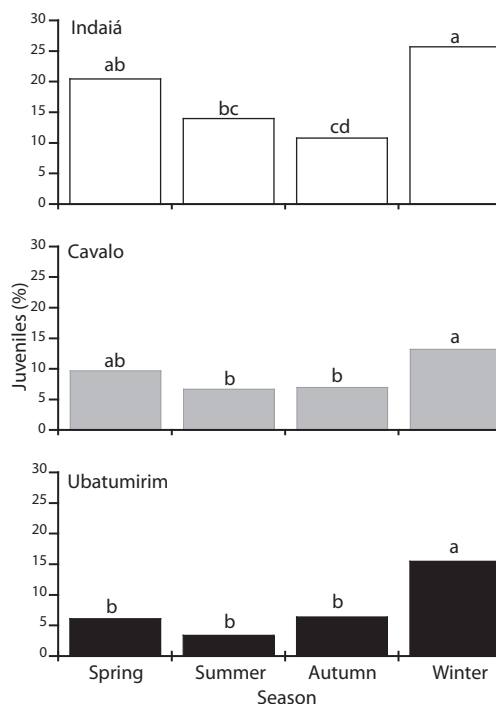 Indaiá
30
25
20
15
10
5
0
ab
bc
cd
a
Cavalo
30
25
20
15
10
5
0
ab
b
b
a
Juveniles (%)
Ubatumirim
30
25
20
15
10
5
0
b
b
b
a
Spring Summer Autumn Winter
Season